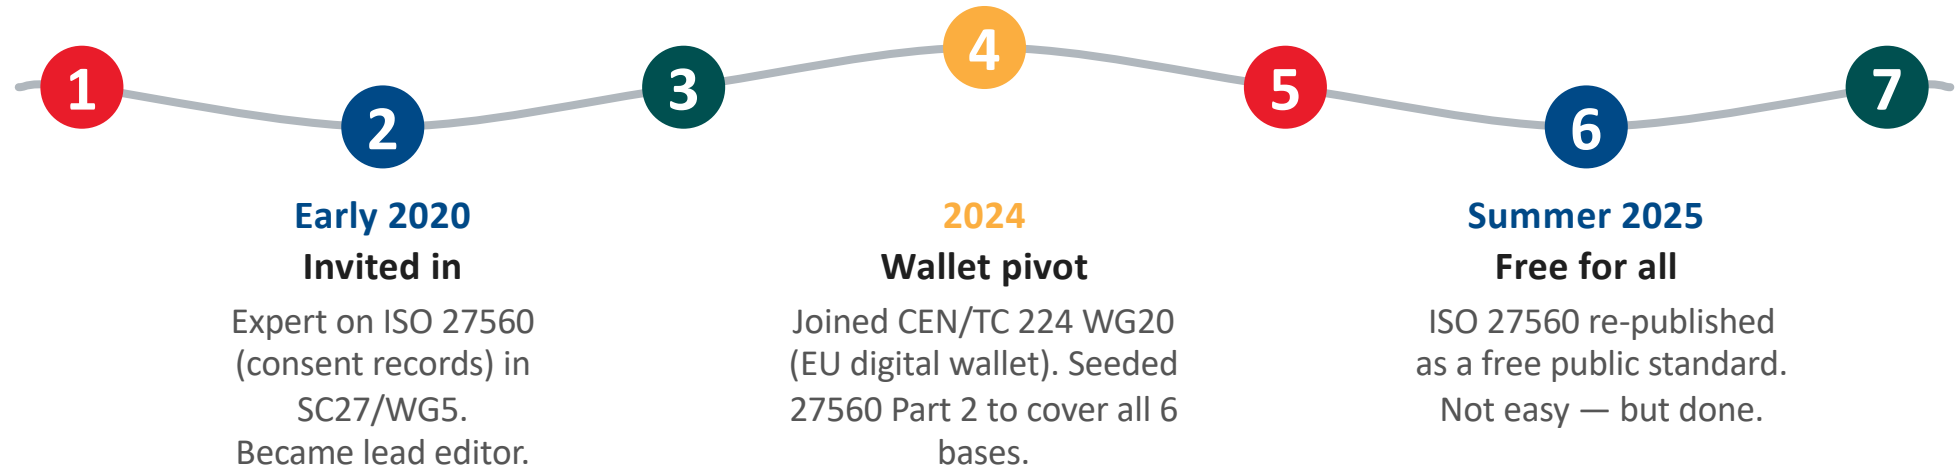 1
2
3
4
5
6
7
Early 2020
Invited in
Expert on ISO 27560
(consent records) in
SC27/WG5.
Became lead editor.
2024
Wallet pivot
Joined CEN/TC 224 WG20
(EU digital wallet). Seeded
27560 Part 2 to cover all 6
bases.
Summer 2025
Free for all
ISO 27560 re-published
as a free public standard.
Not easy — but done.